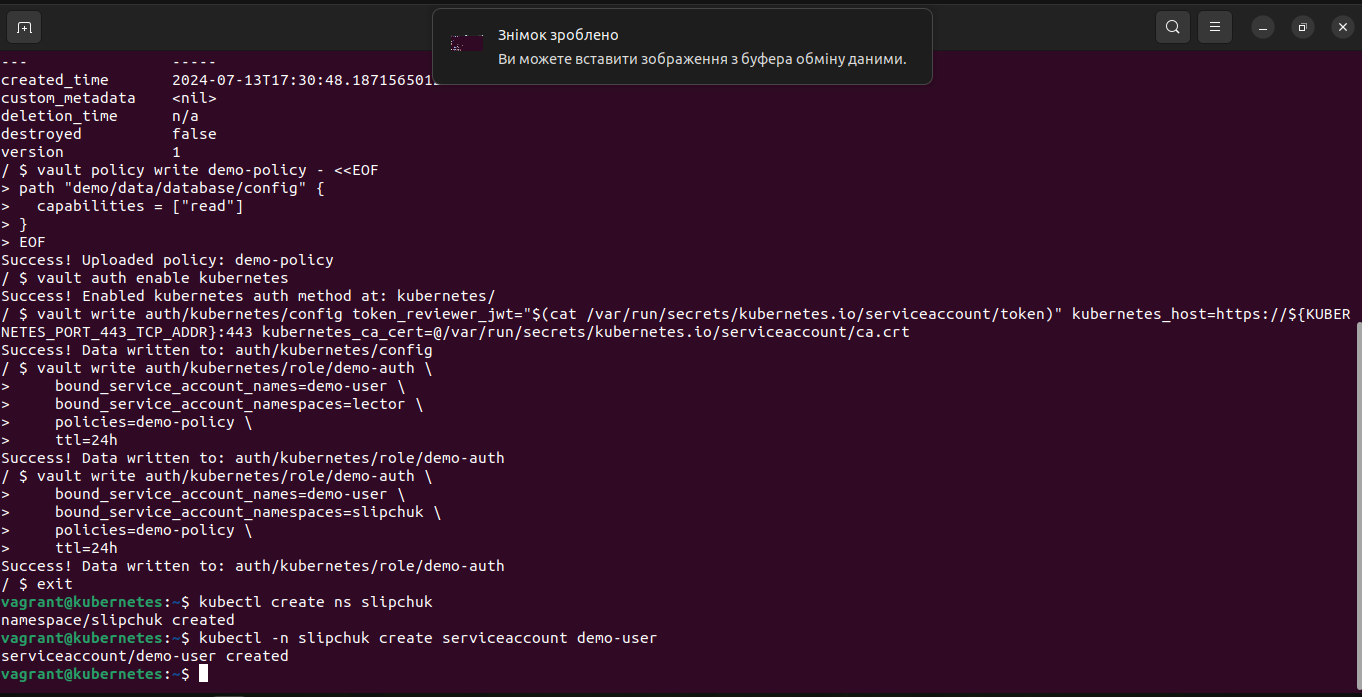 Знімок зроблено
Ви можете вставити зображення з буфера обміну даними.
--- -----
created_time 2024-07-13T17:30:48.187156501
custom_metadata <nil>
deletion_time n/a
destroyed false
version 1
/ $ vault policy write demo-policy - <<EOF
> path "demo/data/database/config" {
>   capabilities = ["read"]
> }
> EOF
Success! Uploaded policy: demo-policy
/ $ vault auth enable kubernetes
Success! Enabled kubernetes auth method at: kubernetes/
/ $ vault write auth/kubernetes/config token_reviewer_jwt="$(cat /var/run/secrets/kubernetes.io/serviceaccount/token)" kubernetes_host=https://${KUBER
NETES_PORT_443_TCP_ADDR}:443 kubernetes_ca_cert=@/var/run/secrets/kubernetes.io/serviceaccount/ca.crt
Success! Data written to: auth/kubernetes/config
/ $ vault write auth/kubernetes/role/demo-auth \
>     bound_service_account_names=demo-user \
>     bound_service_account_namespaces=lector \
>     policies=demo-policy \
>     ttl=24h
Success! Data written to: auth/kubernetes/role/demo-auth
/ $ vault write auth/kubernetes/role/demo-auth \
>     bound_service_account_names=demo-user \
>     bound_service_account_namespaces=slipchuk \
>     policies=demo-policy \
>     ttl=24h
Success! Data written to: auth/kubernetes/role/demo-auth
/ $ exit
vagrant@kubernetes:~$ kubectl create ns slipchuk
namespace/slipchuk created
vagrant@kubernetes:~$ kubectl -n slipchuk create serviceaccount demo-user
serviceaccount/demo-user created
vagrant@kubernetes:~$